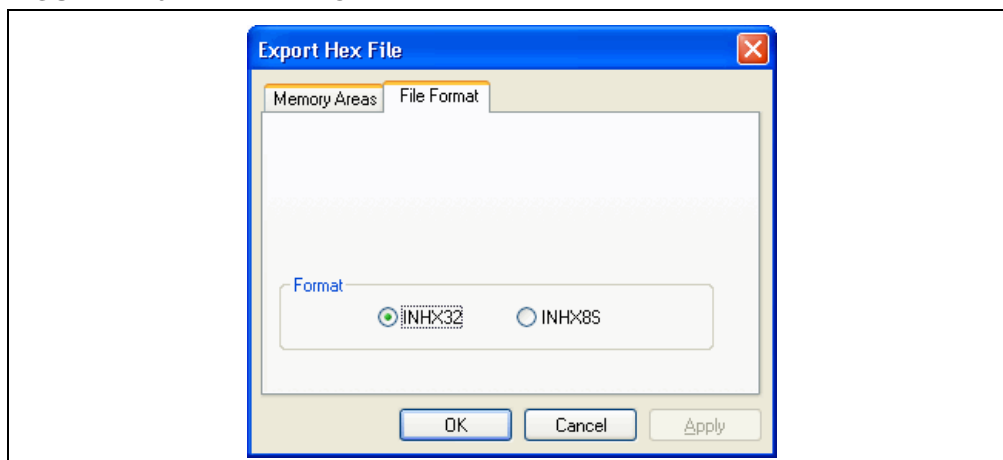 Export Hex File
Memory Areas File Format
Format
INHX32 INHX8S
OK Cancel Apply